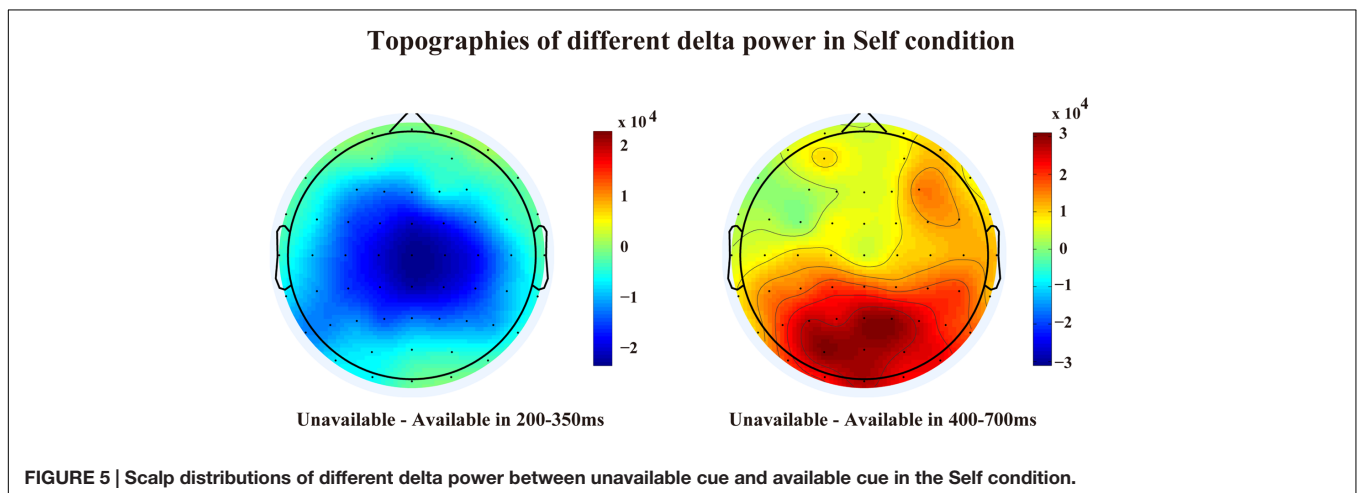 Topographies of different delta power in Self condition
x 10^4
2
1
0
−1
−2
Unavailable - Available in 200-350ms
x 10^4
3
2
1
0
−1
−2
−3
Unavailable - Available in 400-700ms
FIGURE 5 | Scalp distributions of different delta power between unavailable cue and available cue in the Self condition.